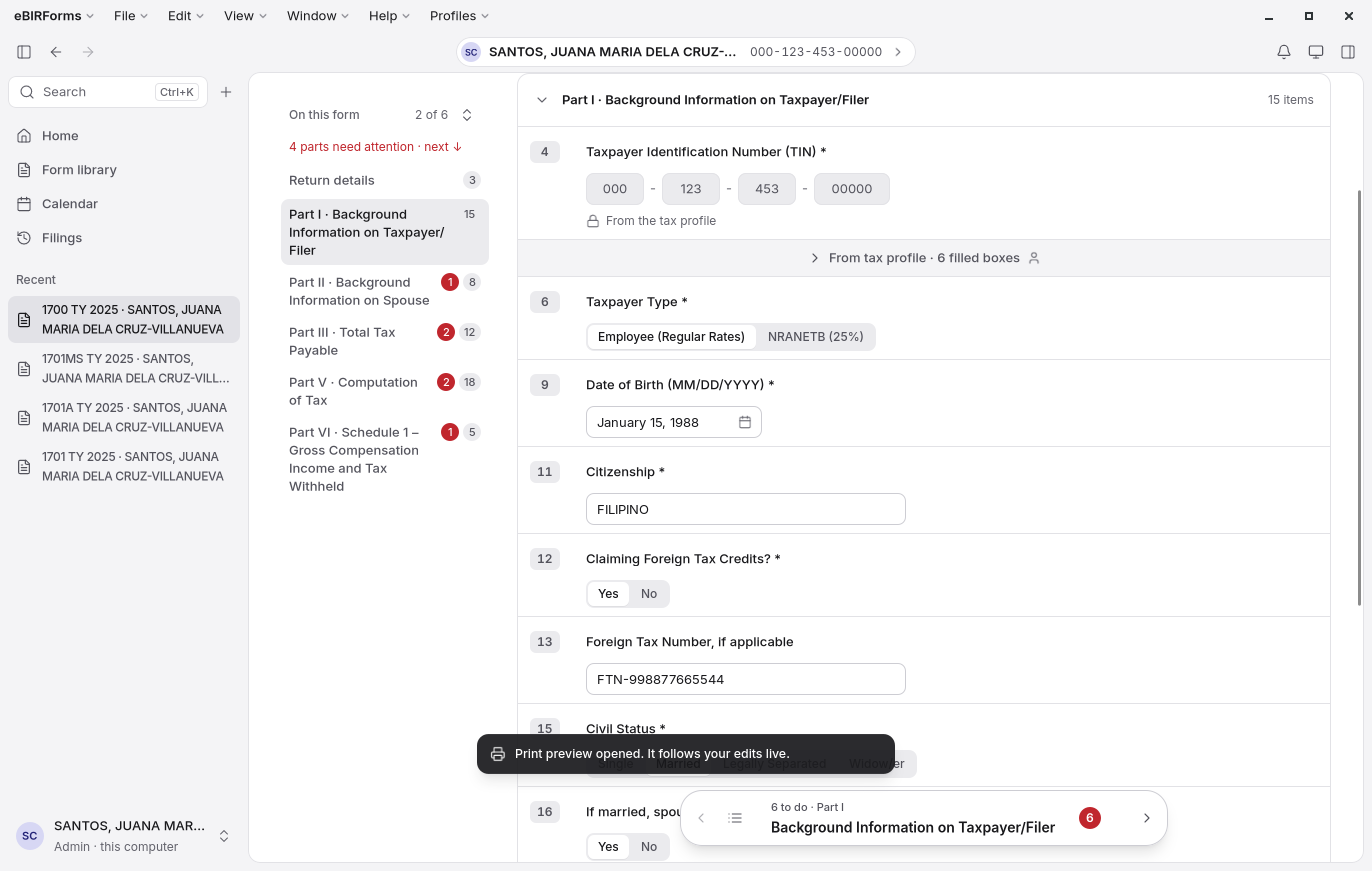 eBIRForms File Edit View Window Help Profiles
SC SANTOS, JUANA MARIA DELA CRUZ-... 000-123-453-00000
Search Ctrl+K
Home
Form library
Calendar
Filings
Recent
1700 TY 2025 · SANTOS, JUANA
MARIA DELA CRUZ-VILLANUEVA
1701MS TY 2025 · SANTOS,
JUANA MARIA DELA CRUZ-VILL...
1701A TY 2025 · SANTOS, JUANA
MARIA DELA CRUZ-VILLANUEVA
1701 TY 2025 · SANTOS, JUANA
MARIA DELA CRUZ-VILLANUEVA
SC SANTOS, JUANA MAR...
Admin · this computer
On this form 2 of 6
4 parts need attention · next ↓
Return details 3
Part I · Background 15
Information on Taxpayer/
Filer
Part II · Background 1 8
Information on Spouse
Part III · Total Tax 2 12
Payable
Part V · Computation 2 18
of Tax
Part VI · Schedule 1 – 1 5
Gross Compensation
Income and Tax
Withheld
Part I · Background Information on Taxpayer/Filer 15 items
4 Taxpayer Identification Number (TIN) *
000 - 123 - 453 - 00000
From the tax profile
From tax profile · 6 filled boxes
6 Taxpayer Type *
Employee (Regular Rates) NRANETB (25%)
9 Date of Birth (MM/DD/YYYY) *
January 15, 1988
11 Citizenship *
FILIPINO
12 Claiming Foreign Tax Credits? *
Yes No
13 Foreign Tax Number, if applicable
FTN-998877665544
15 Civil Status *
Single Married Legally Separated Widow/er
Print preview opened. It follows your edits live.
16 If married, spou
Yes No
6 to do · Part I
Background Information on Taxpayer/Filer 6